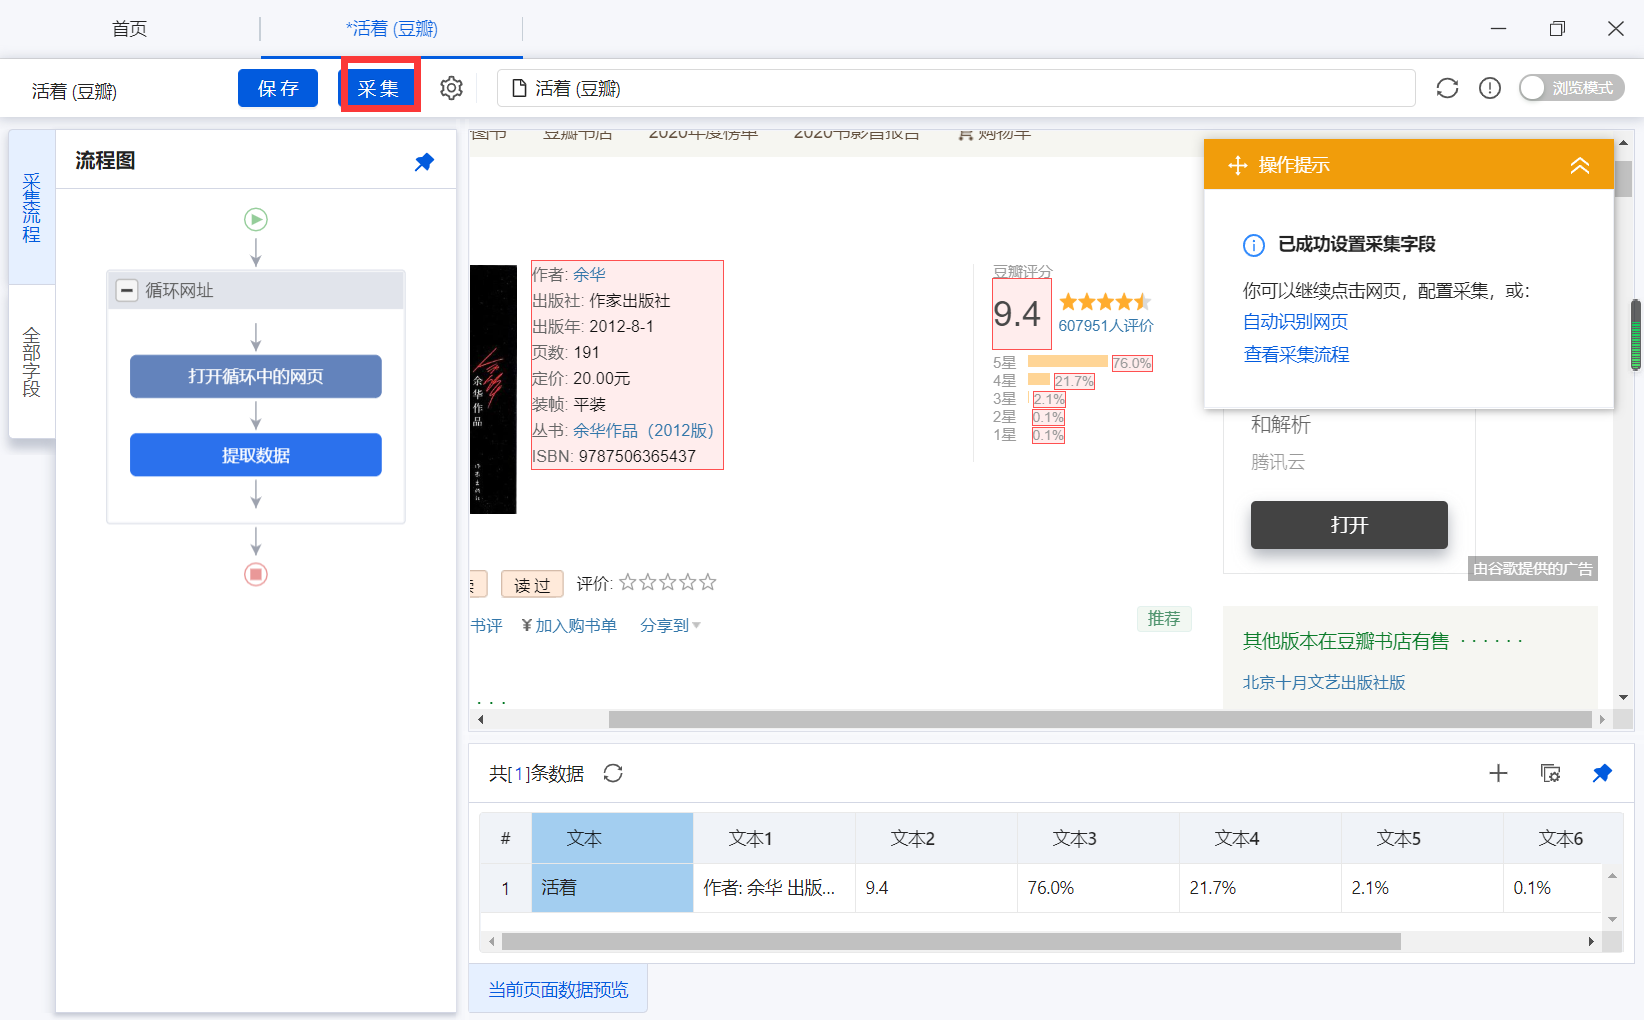 首页
*活着 (豆瓣)
活着 (豆瓣)
保存
采集
活着 (豆瓣)
浏览模式
采集流程
全部字段
流程图
循环网址
打开循环中的网页
提取数据
图书 豆瓣书店 2020年度榜单 2020书影音报告 购物车
余华作品
作者: 余华
出版社: 作家出版社
出版年: 2012-8-1
页数: 191
定价: 20.00元
装帧: 平装
丛书: 余华作品（2012版）
ISBN: 9787506365437
豆瓣评分
9.4
607951人评价
5星 76.0%
4星 21.7%
3星 2.1%
2星 0.1%
1星 0.1%
操作提示
已成功设置采集字段
你可以继续点击网页，配置采集，或：
自动识别网页
查看采集流程
和解析
腾讯云
打开
由谷歌提供的广告
读过 评价:
书评 ¥加入购书单 分享到
推荐
其他版本在豆瓣书店有售 · · · · · ·
北京十月文艺出版社版
· · ·
共[1]条数据
# 文本 文本1 文本2 文本3 文本4 文本5 文本6
1 活着 作者: 余华 出版... 9.4 76.0% 21.7% 2.1% 0.1%
当前页面数据预览